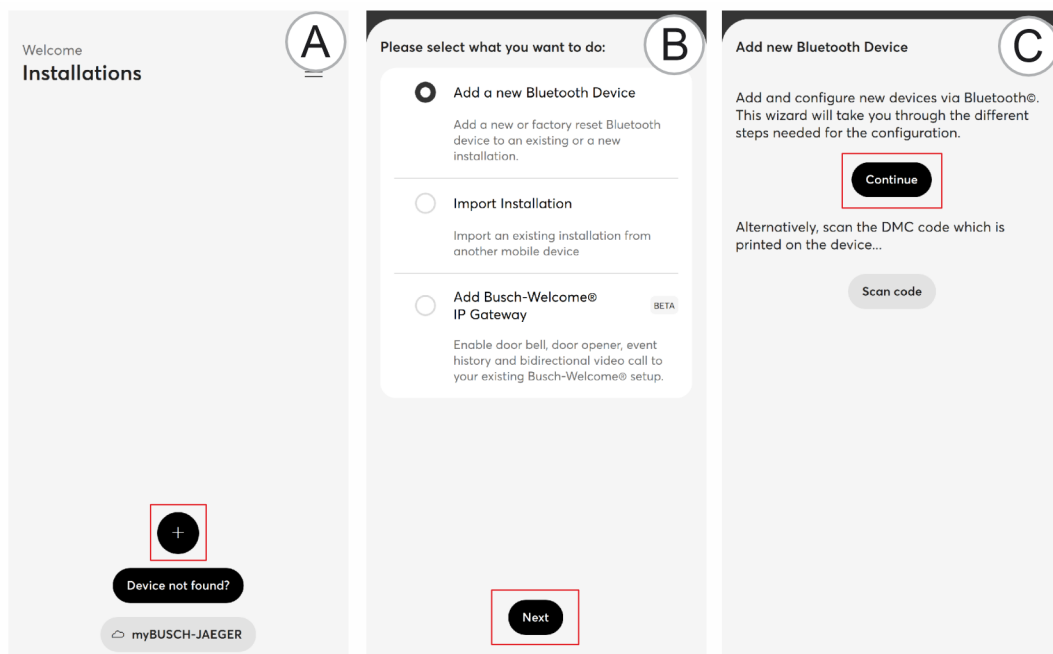 A
Welcome
Installations
+
Device not found?
myBUSCH-JAEGER
B
Please select what you want to do:
Add a new Bluetooth Device
Add a new or factory reset Bluetooth
device to an existing or a new
installation.
Import Installation
Import an existing installation from
another mobile device
Add Busch-Welcome®
IP Gateway
BETA
Enable door bell, door opener, event
history and bidirectional video call to
your existing Busch-Welcome® setup.
Next
C
Add new Bluetooth Device
Add and configure new devices via Bluetooth©.
This wizard will take you through the different
steps needed for the configuration.
Continue
Alternatively, scan the DMC code which is
printed on the device...
Scan code